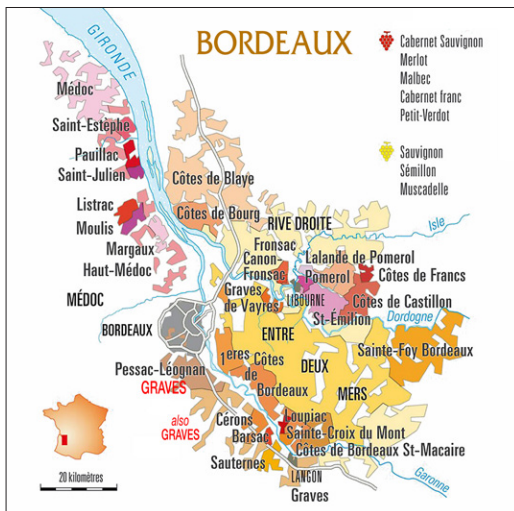 BORDEAUX
GIRONDE
Cabernet Sauvignon
Merlot
Malbec
Cabernet franc
Petit-Verdot
Sauvignon
Sémillon
Muscadelle
Médoc
Saint-Estèphe
Pauillac
Saint-Julien
Listrac
Moulis
Margaux
Haut-Médoc
MÉDOC
Côtes de Blaye
Côtes de Bourg
RIVE DROITE
Isle
Fronsac
Canon-
Fronsac
Lalande de Pomerol
Pomerol
Côtes de Francs
LIBOURNE
Graves
de Vayres
St-Émilion
Côtes de Castillon
Dordogne
BORDEAUX
ENTRE
DEUX
MERS
Sainte-Foy Bordeaux
Pessac-Léognan
GRAVES
1eres Côtes
de
Bordeaux
also
GRAVES
Cérons
Barsac
Loupiac
Sainte-Croix du Mont
Côtes de Bordeaux St-Macaire
Sauternes
LANGON
Graves
Garonne
20 kilomètres